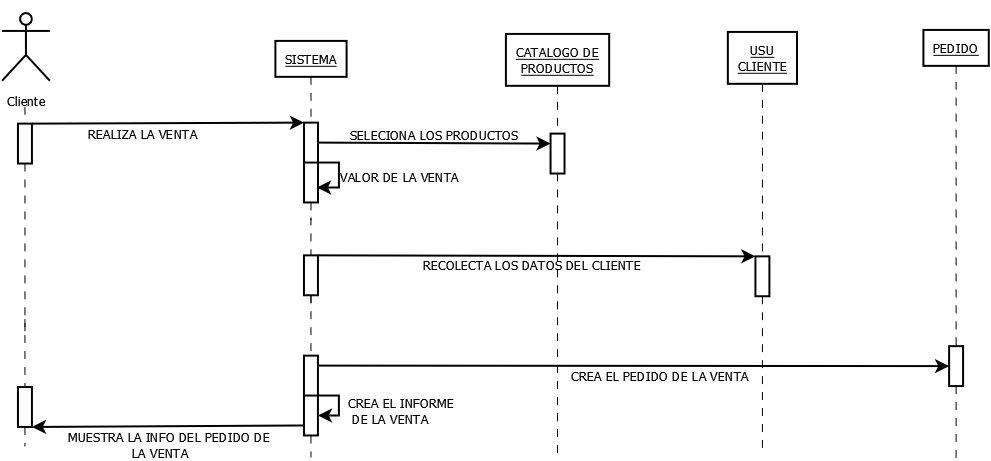 Cliente
SISTEMA
CATALOGO DE
PRODUCTOS
USU
CLIENTE
PEDIDO
REALIZA LA VENTA
SELECIONA LOS PRODUCTOS
VALOR DE LA VENTA
RECOLECTA LOS DATOS DEL CLIENTE
CREA EL PEDIDO DE LA VENTA
CREA EL INFORME
DE LA VENTA
MUESTRA LA INFO DEL PEDIDO DE
LA VENTA